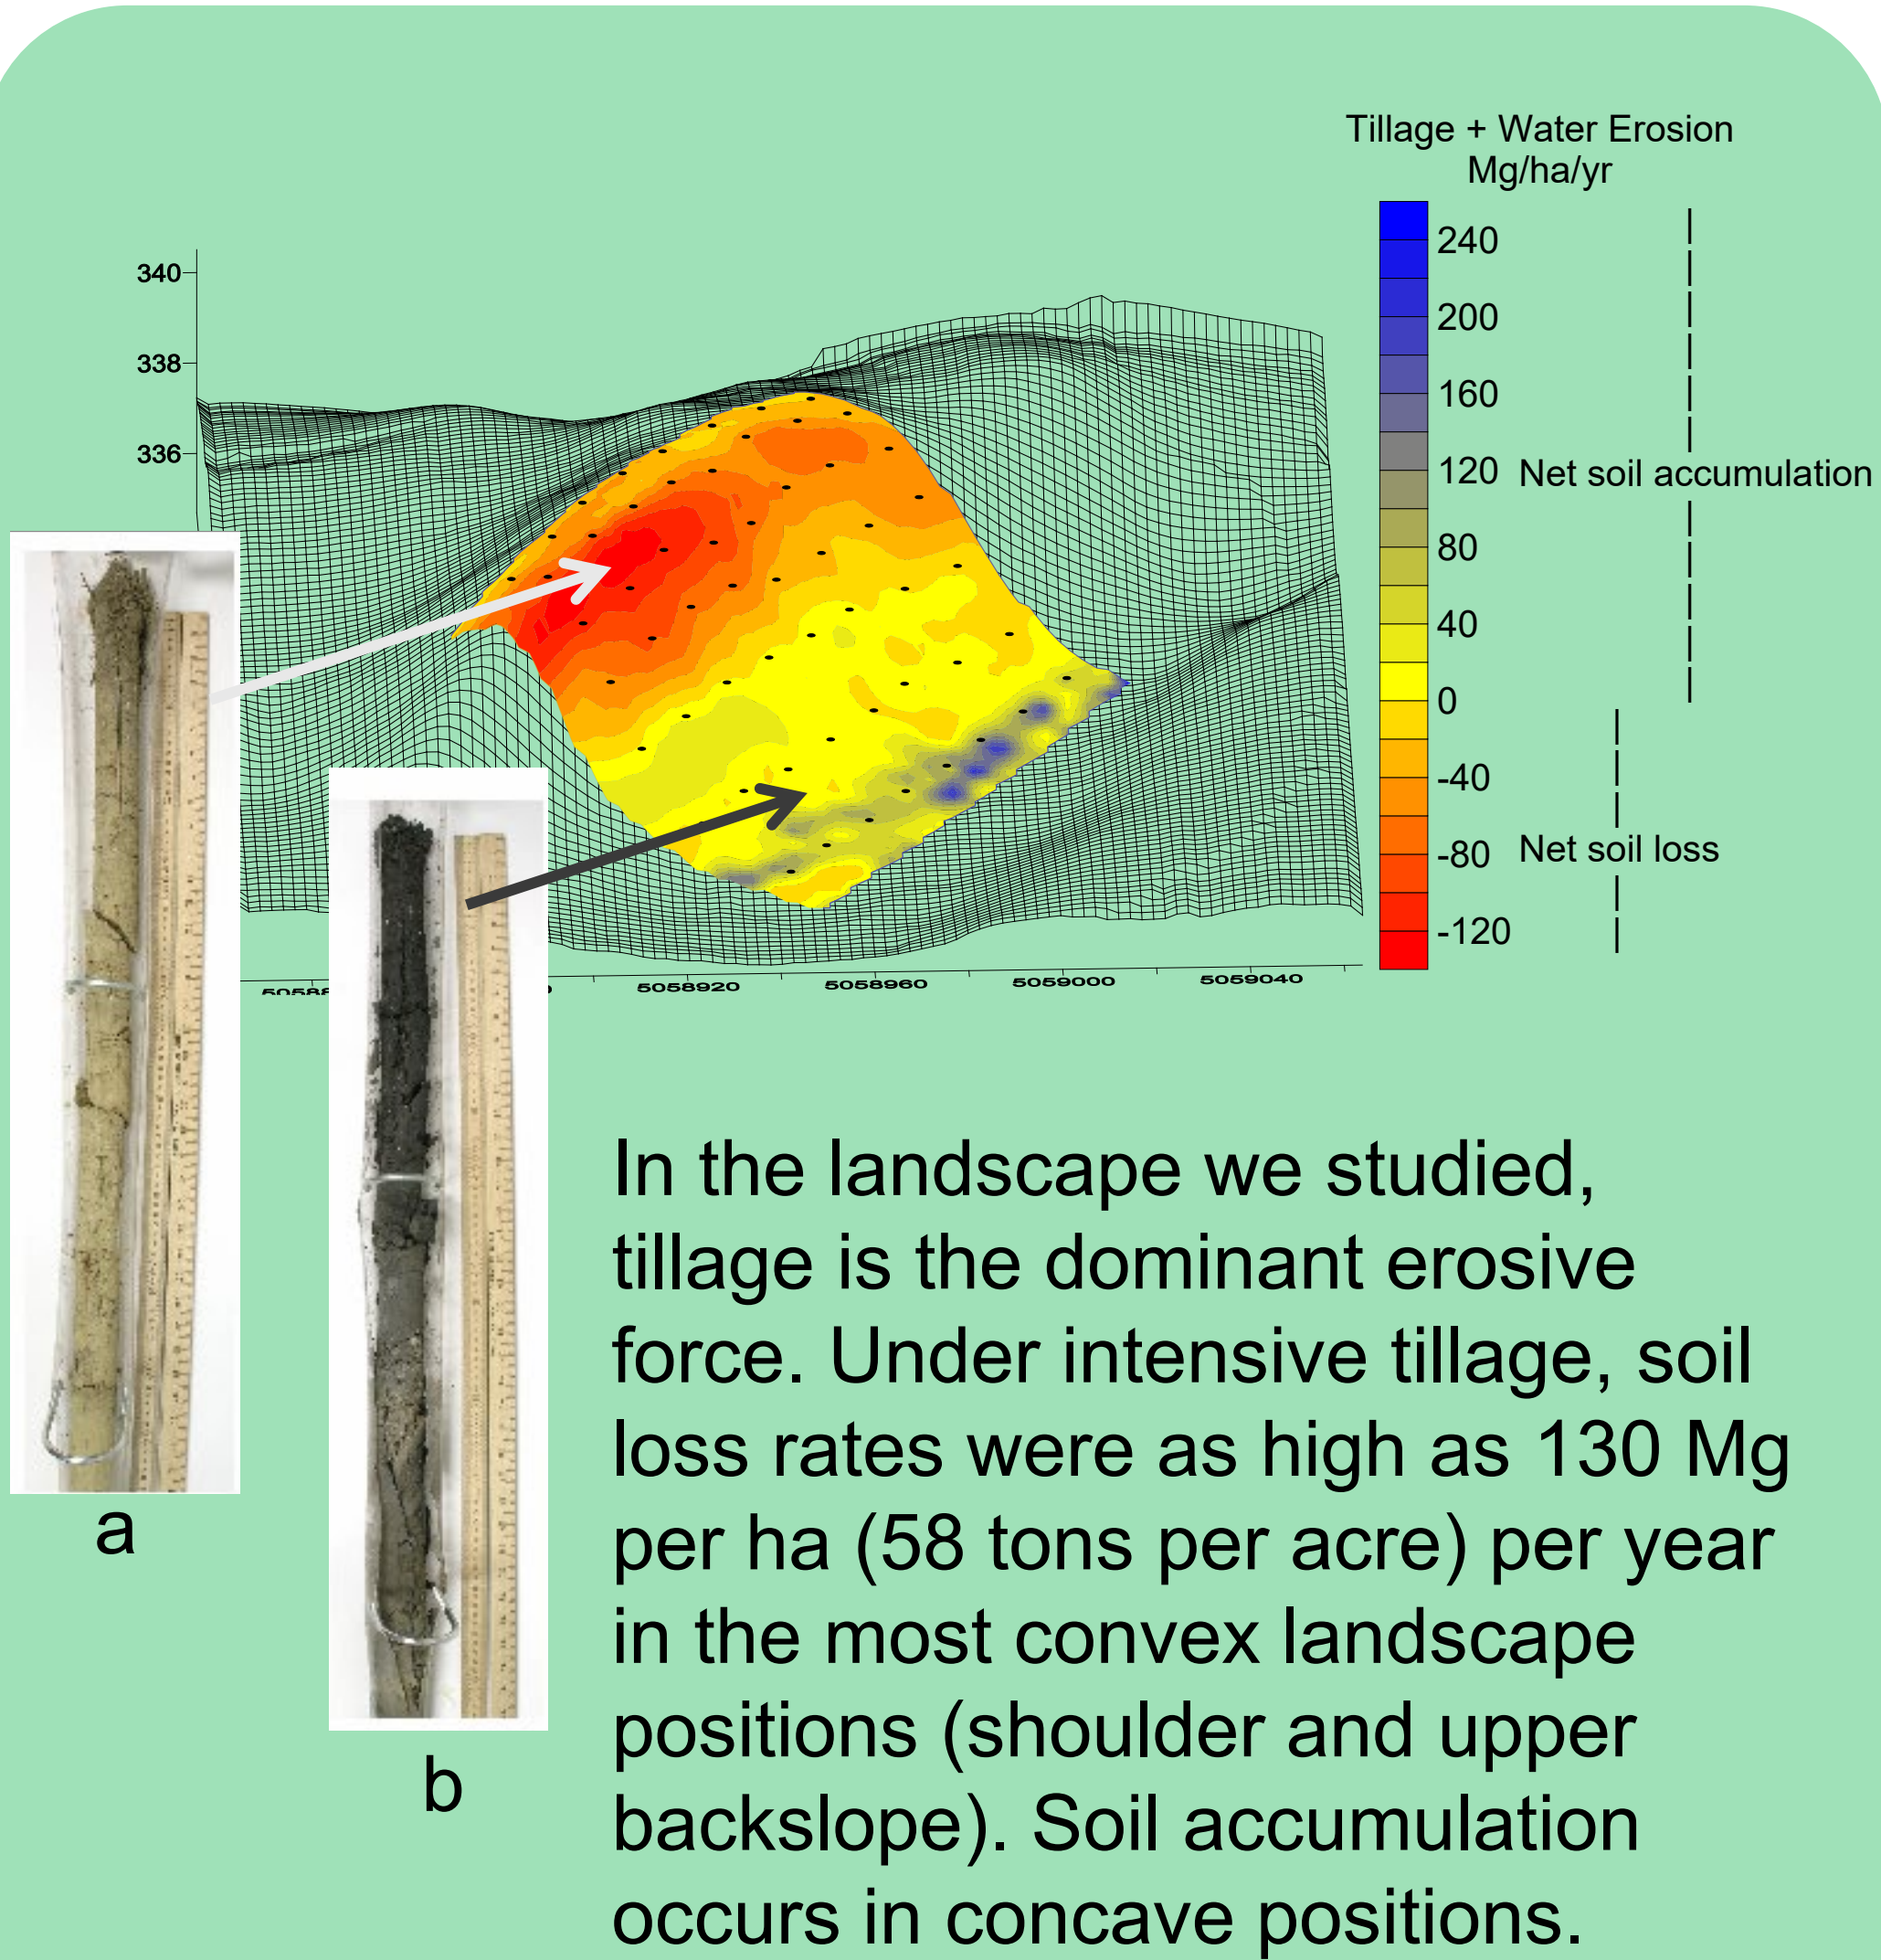 Tillage + Water Erosion
Mg/ha/yr
240
200
160
120
80
40
0
-40
-80
-120
Net soil accumulation
Net soil loss
340
338
336
5058920
5058960
5059000
5059040
a
b
In the landscape we studied,
tillage is the dominant erosive
force. Under intensive tillage, soil
loss rates were as high as 130 Mg
per ha (58 tons per acre) per year
in the most convex landscape
positions (shoulder and upper
backslope). Soil accumulation
occurs in concave positions.